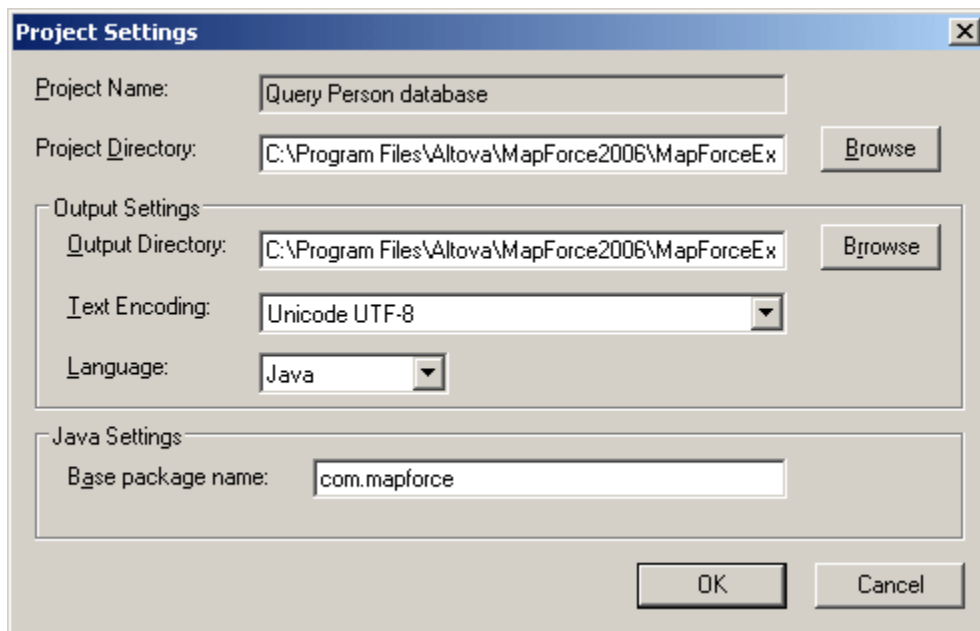 Project Settings
Project Name: Query Person database
Project Directory: C:\Program Files\Altova\MapForce2006\MapForceEx Browse
Output Settings
Output Directory: C:\Program Files\Altova\MapForce2006\MapForceEx Brrowse
Text Encoding: Unicode UTF-8
Language: Java
Java Settings
Base package name: com.mapforce
OK Cancel